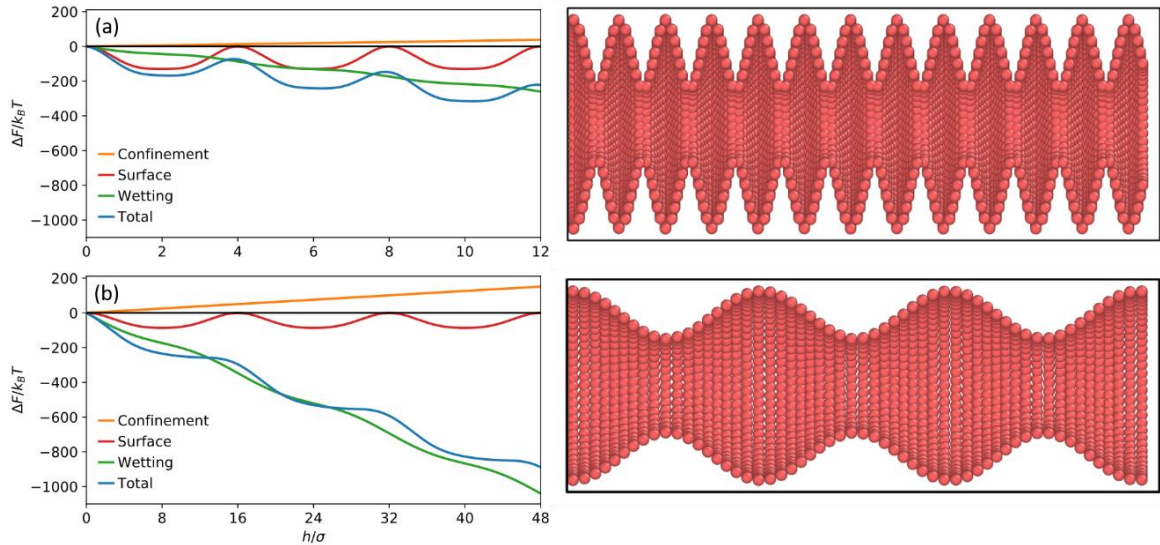 200
0
−200
−400
−600
−800
−1000
ΔF/k_BT
(a)
Confinement
Surface
Wetting
Total
0 2 4 6 8 10 12
200
0
−200
−400
−600
−800
−1000
ΔF/k_BT
(b)
Confinement
Surface
Wetting
Total
0 8 16 24 32 40 48
h/σ